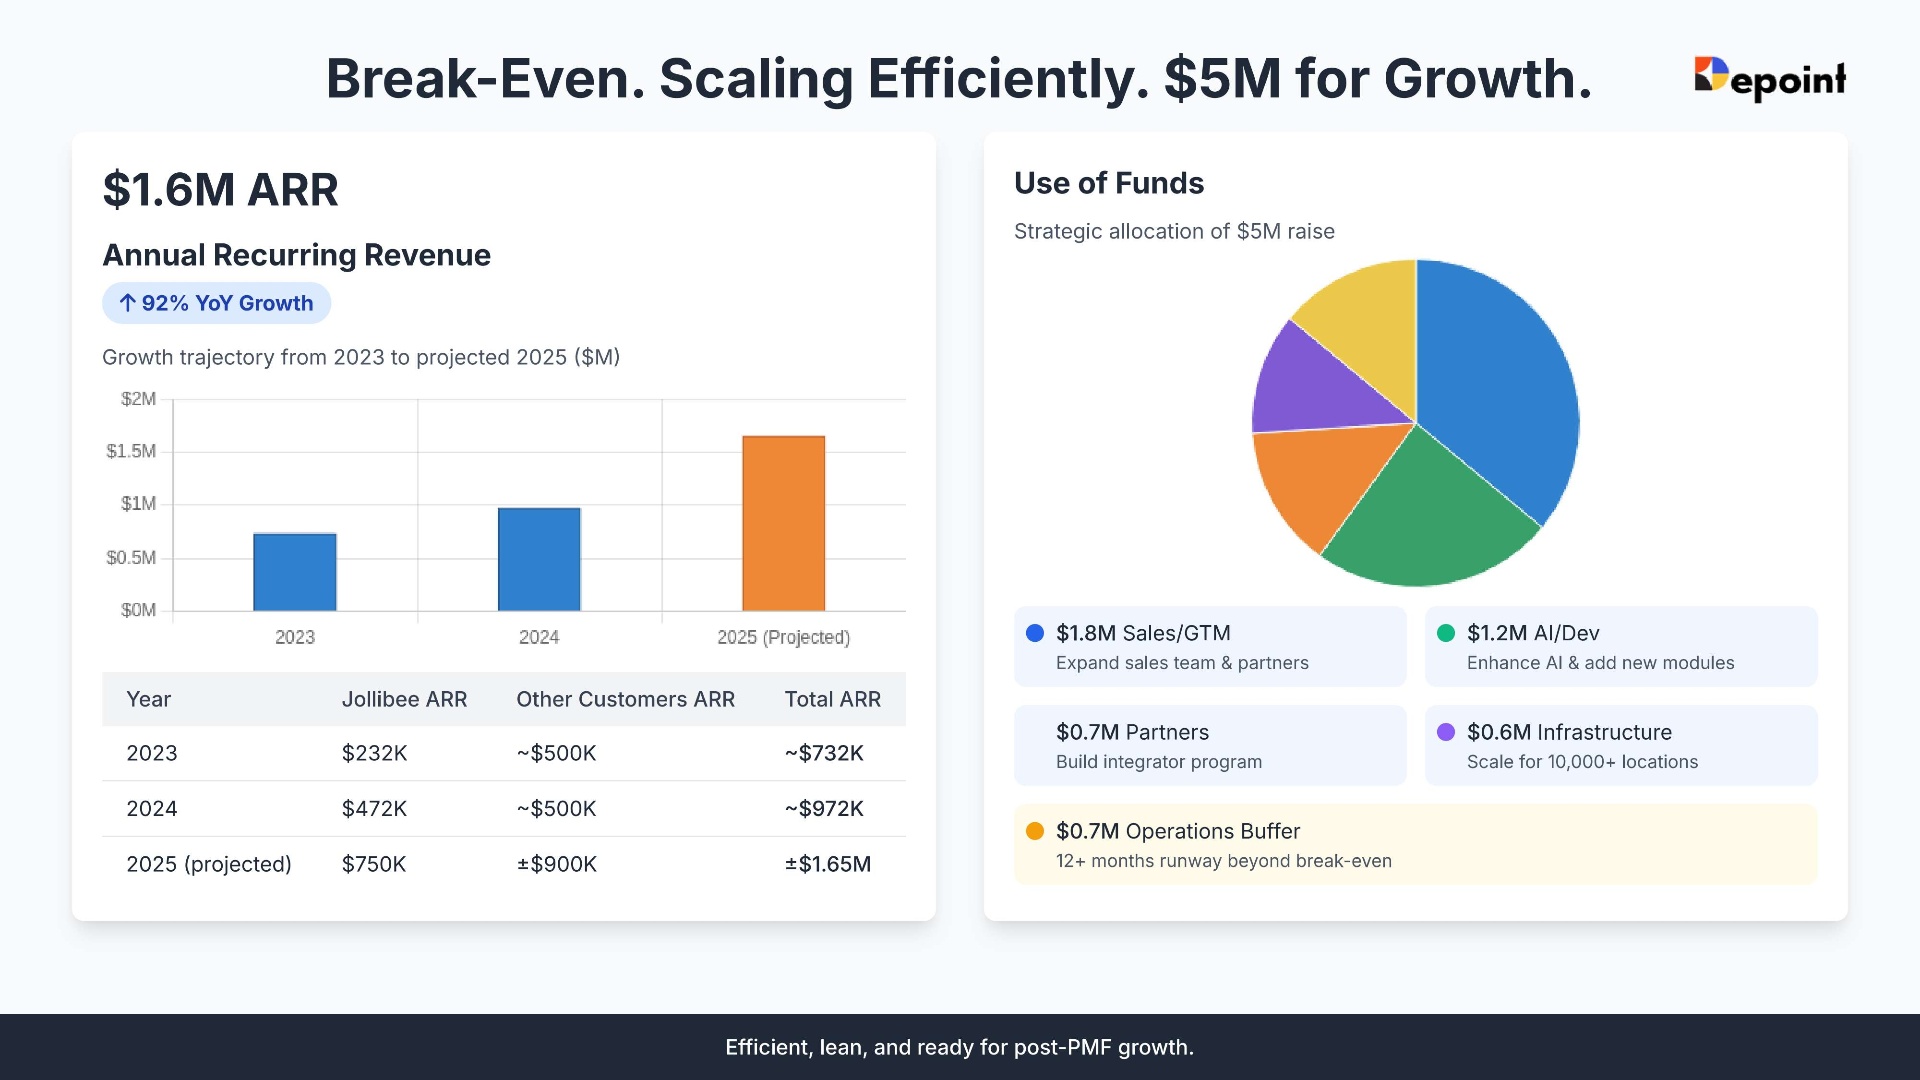 Break-Even. Scaling Efficiently. $5M for Growth.
Depoint
$1.6M ARR
Annual Recurring Revenue
↑ 92% YoY Growth
Growth trajectory from 2023 to projected 2025 ($M)
$2M
$1.5M
$1M
$0.5M
$0M
2023 2024 2025 (Projected)
Year Jollibee ARR Other Customers ARR Total ARR
2023 $232K ~$500K ~$732K
2024 $472K ~$500K ~$972K
2025 (projected) $750K ±$900K ±$1.65M
Use of Funds
Strategic allocation of $5M raise
$1.8M Sales/GTM
Expand sales team & partners
$1.2M AI/Dev
Enhance AI & add new modules
$0.7M Partners
Build integrator program
$0.6M Infrastructure
Scale for 10,000+ locations
$0.7M Operations Buffer
12+ months runway beyond break-even
Efficient, lean, and ready for post-PMF growth.